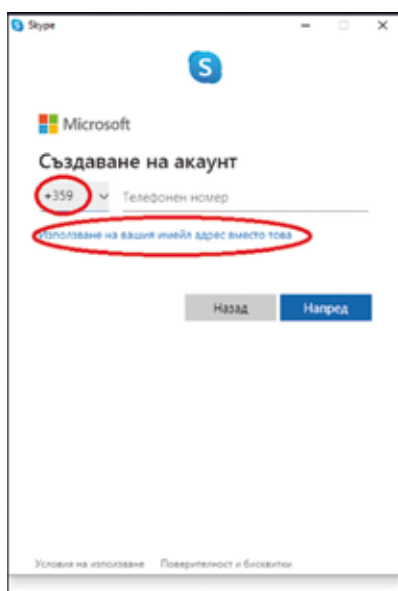 Skype
S
Microsoft
Създаване на акаунт
+359 Телефонен номер
Използване на вашия имейл адрес вместо това
Назад Напред
Условия на използване Поверителност и бисквитки